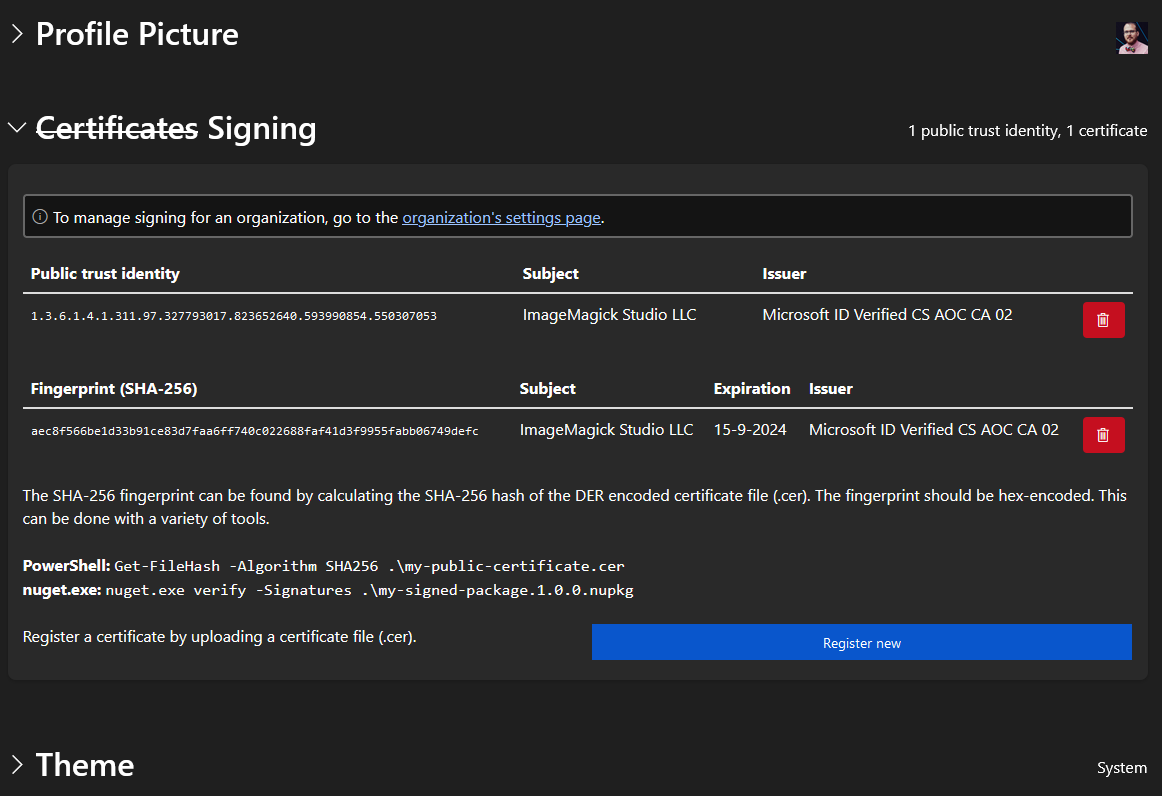 Profile Picture
Certificates Signing
1 public trust identity, 1 certificate
To manage signing for an organization, go to the organization's settings page.
Public trust identity Subject Issuer
1.3.6.1.4.1.311.97.327793017.823652640.593990854.550307053 ImageMagick Studio LLC Microsoft ID Verified CS AOC CA 02
Fingerprint (SHA-256) Subject Expiration Issuer
aec8f566be1d33b91ce83d7faa6ff740c022688faf41d3f9955fabb06749defc ImageMagick Studio LLC 15-9-2024 Microsoft ID Verified CS AOC CA 02
The SHA-256 fingerprint can be found by calculating the SHA-256 hash of the DER encoded certificate file (.cer). The fingerprint should be hex-encoded. This
can be done with a variety of tools.
PowerShell: Get-FileHash -Algorithm SHA256 .\my-public-certificate.cer
nuget.exe: nuget.exe verify -Signatures .\my-signed-package.1.0.0.nupkg
Register a certificate by uploading a certificate file (.cer).
Register new
Theme
System